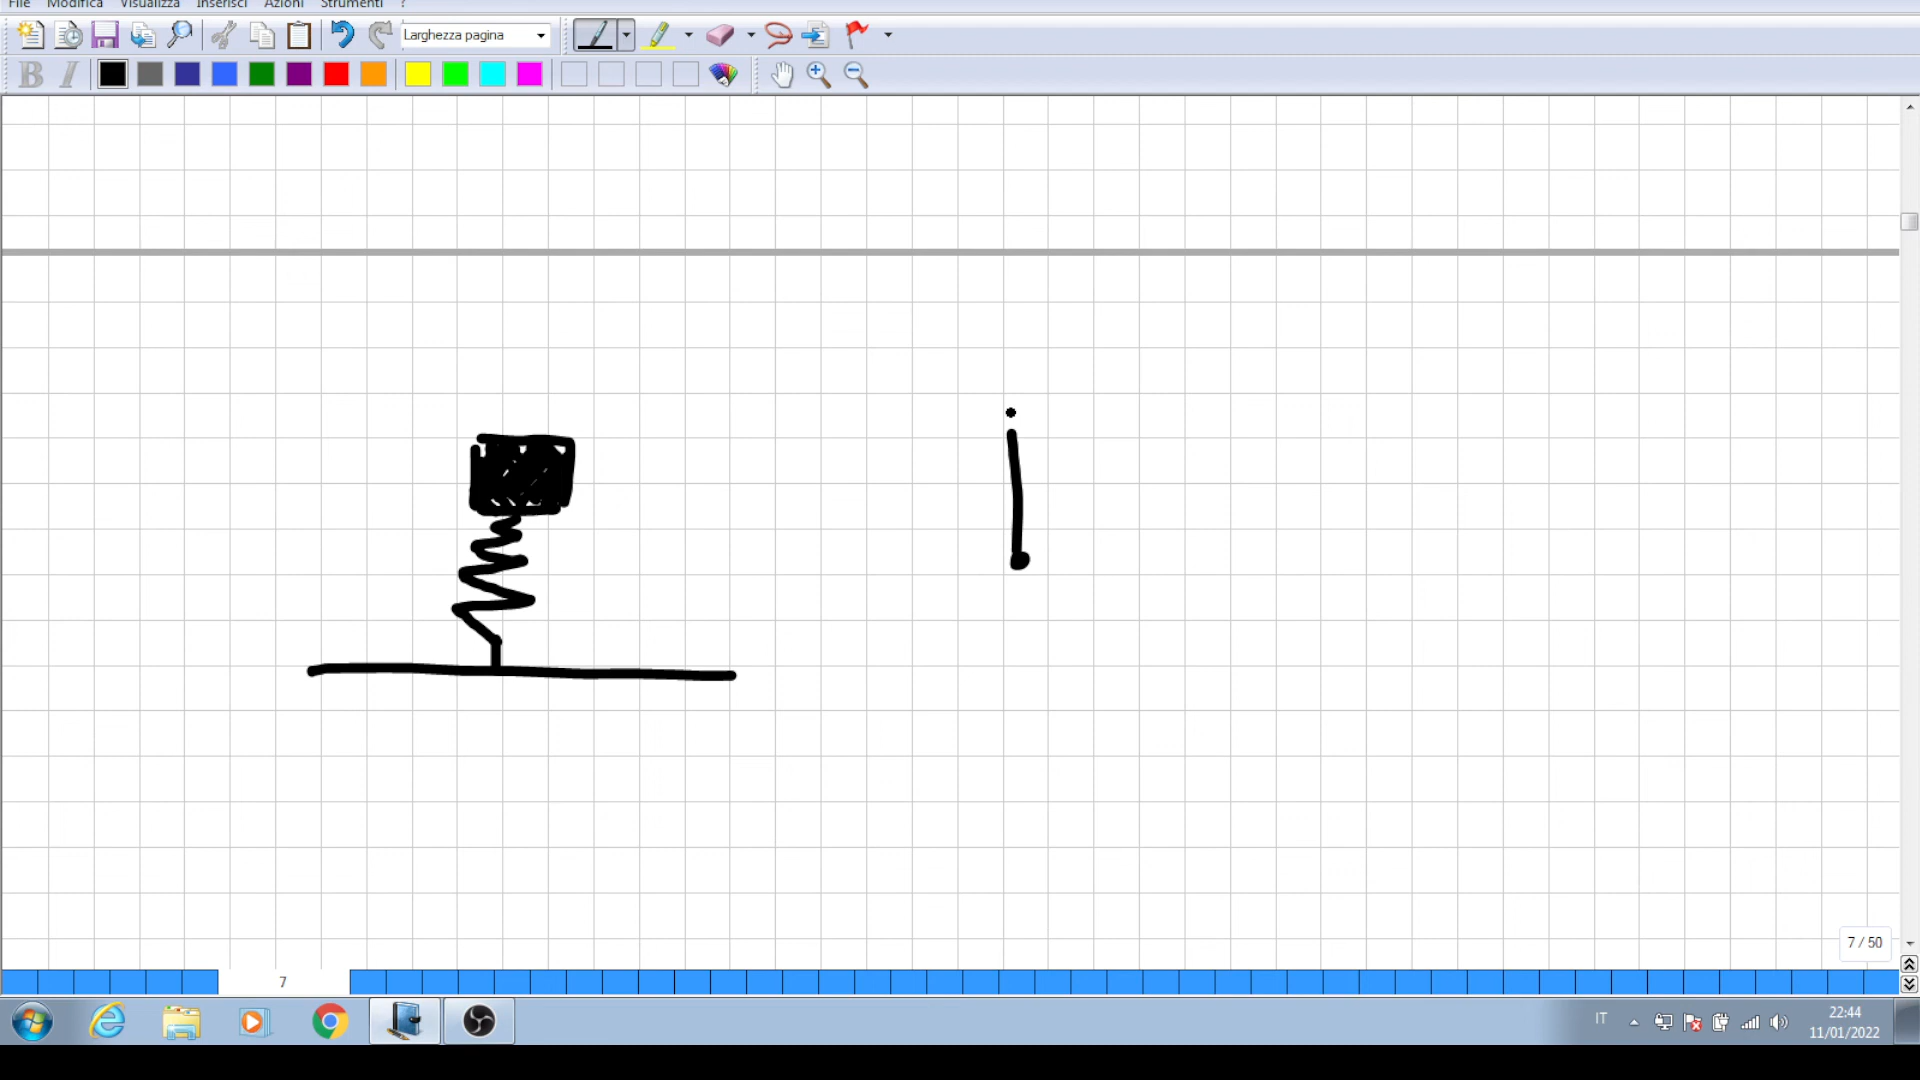 File Modifica Visualizza Inserisci Azioni Strumenti ?
Larghezza pagina
B I
7 / 50
7
IT
22:44
11/01/2022